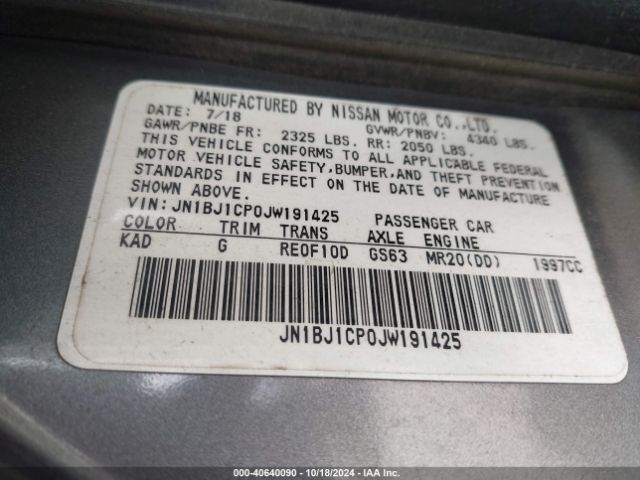 MANUFACTURED BY NISSAN MOTOR CO.,LTD.
DATE: 7/18 GVWR/PNBV: 4340 LBS.
GAWR/PNBE FR: 2325 LBS. RR: 2050 LBS.
THIS VEHICLE CONFORMS TO ALL APPLICABLE FEDERAL
MOTOR VEHICLE SAFETY,BUMPER,AND THEFT PREVENTION
STANDARDS IN EFFECT ON THE DATE OF MANUFACTURE
SHOWN ABOVE.
VIN:JN1BJ1CP0JW191425 PASSENGER CAR
COLOR TRIM TRANS AXLE ENGINE
KAD G RE0F10D GS63 MR20(DD) 1997CC
JN1BJ1CP0JW191425
000-40640090 | 10/18/2024 | IAA Inc.